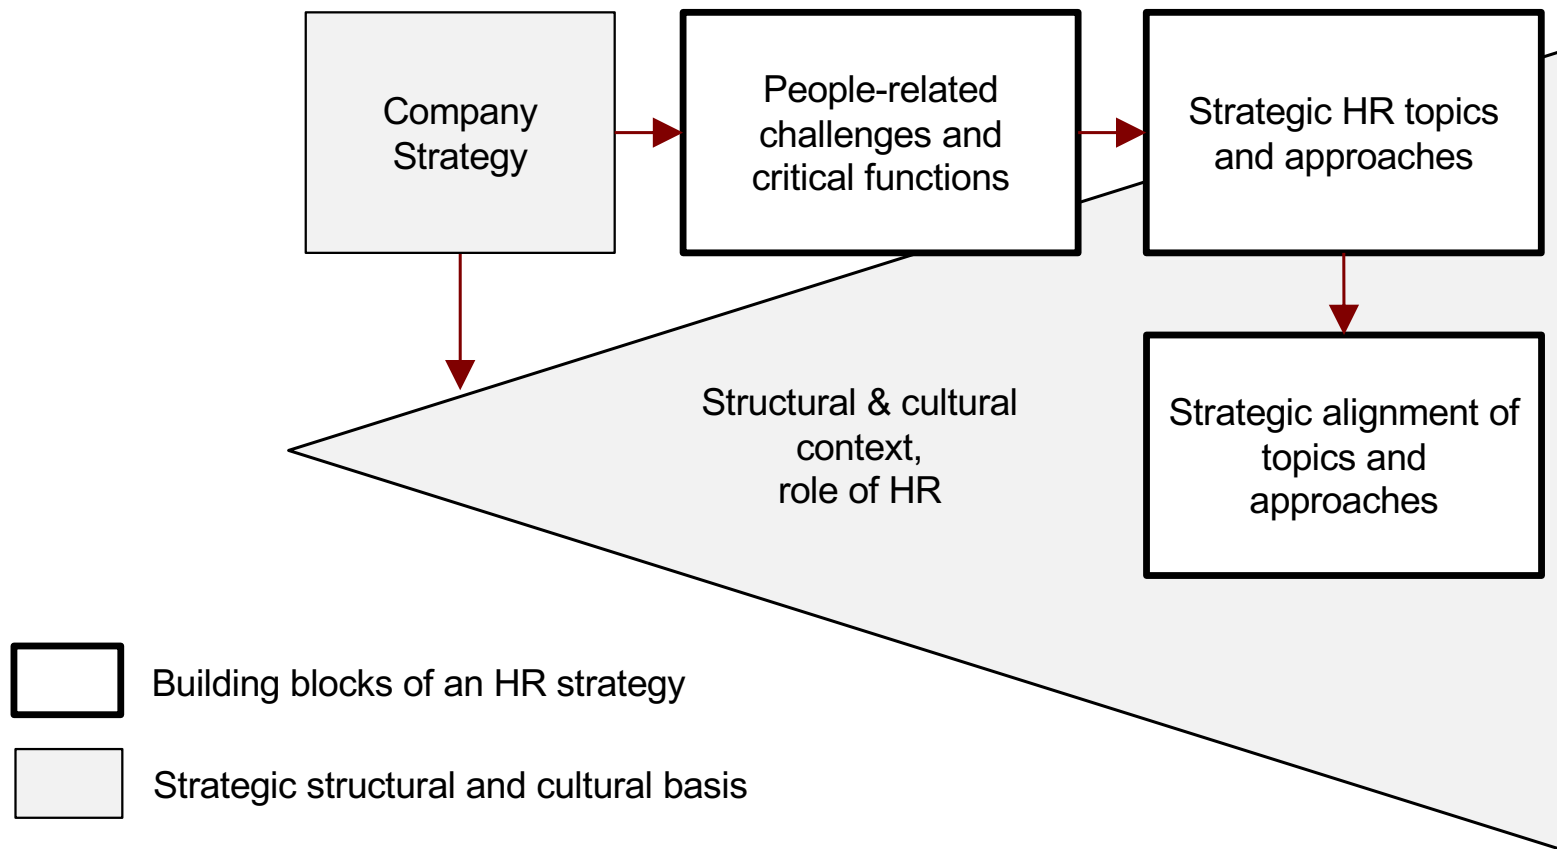 Company
Strategy
People-related
challenges and
critical functions
Strategic HR topics
and approaches
Structural & cultural
context,
role of HR
Strategic alignment of
topics and
approaches
Building blocks of an HR strategy
Strategic structural and cultural basis